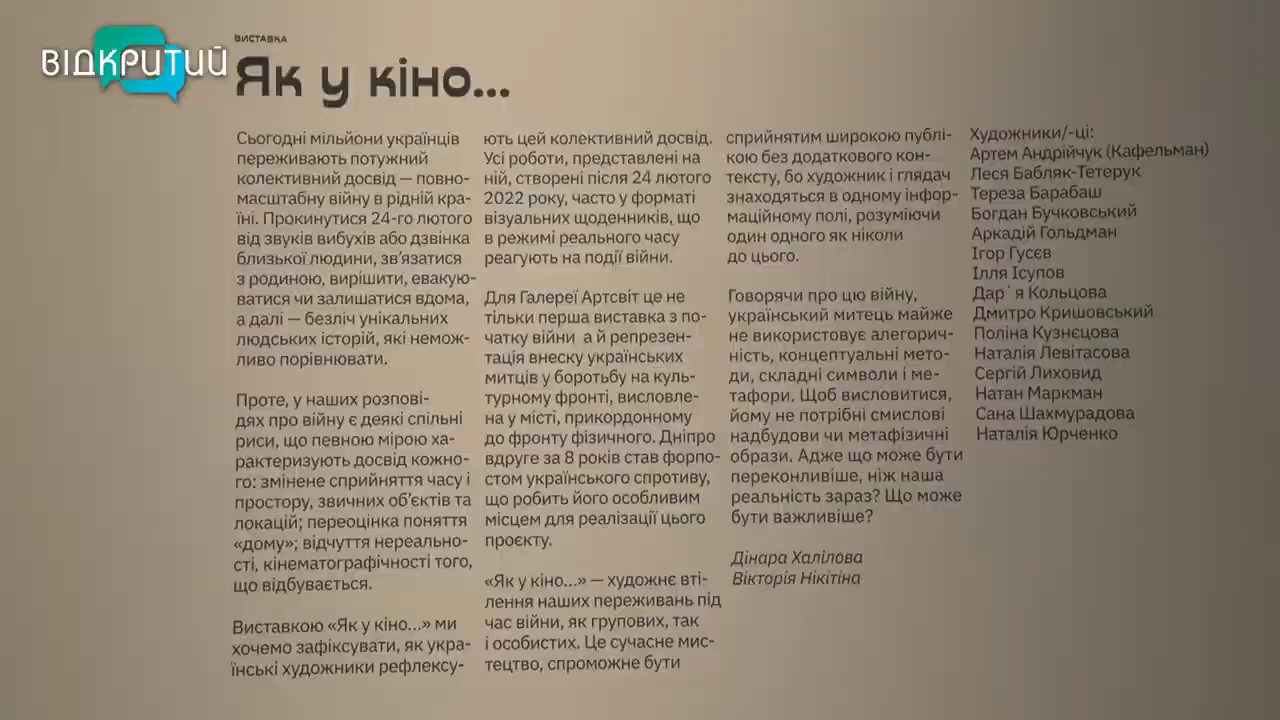 ВІДКРИТИЙ
ВИСТАВКА
Як у кіно...
Сьогодні мільйони українців
переживають потужний
колективний досвід — повно-
масштабну війну в рідній кра-
їні. Прокинутися 24-го лютого
від звуків вибухів або дзвінка
близької людини, зв’язатися
з родиною, вирішити, евакую-
ватися чи залишатися вдома,
а далі — безліч унікальних
людських історій, які немож-
ливо порівнювати.
Проте, у наших розпові-
дях про війну є деякі спільні
риси, що певною мірою ха-
рактеризують досвід кожно-
го: змінене сприйняття часу і
простору, звичних об’єктів та
локацій; переоцінка поняття
«дому»; відчуття нереально-
сті, кінематографічності того,
що відбувається.
Виставкою «Як у кіно...» ми
хочемо зафіксувати, як укра-
їнські художники рефлексу-
ють цей колективний досвід.
Усі роботи, представлені на
ній, створені після 24 лютого
2022 року, часто у форматі
візуальних щоденників, що
в режимі реального часу
реагують на події війни.
Для Галереї Артсвіт це не
тільки перша виставка з по-
чатку війни а й репрезен-
тація внеску українських
митців у боротьбу на куль-
турному фронті, висловле-
на у місті, прикордонному
до фронту фізичного. Дніпро
вдруге за 8 років став форпо-
стом українського спротиву,
що робить його особливим
місцем для реалізації цього
проєкту.
«Як у кіно...» — художнє вті-
лення наших переживань під
час війни, як групових, так
і особистих. Це сучасне мис-
тецтво, спроможне бути
сприйнятим широкою публі-
кою без додаткового кон-
тексту, бо художник і глядач
знаходяться в одному інфор-
маційному полі, розуміючи
один одного як ніколи
до цього.
Говорячи про цю війну,
український митець майже
не використовує алегорич-
ність, концептуальні мето-
ди, складні символи і ме-
тафори. Щоб висловитися,
йому не потрібні смислові
надбудови чи метафізичні
образи. Адже що може бути
переконливіше, ніж наша
реальність зараз? Що може
бути важливіше?
Дінара Халілова
Вікторія Нікітіна
Художники/-ці:
Артем Андрійчук (Кафельман)
Леся Бабляк-Тетерук
Тереза Барабаш
Богдан Бучковський
Аркадій Гольдман
Ігор Гусєв
Ілля Ісупов
Дар`я Кольцова
Дмитро Кришовський
Поліна Кузнєцова
Наталія Левітасова
Сергій Лиховид
Натан Маркман
Сана Шахмурадова
Наталія Юрченко